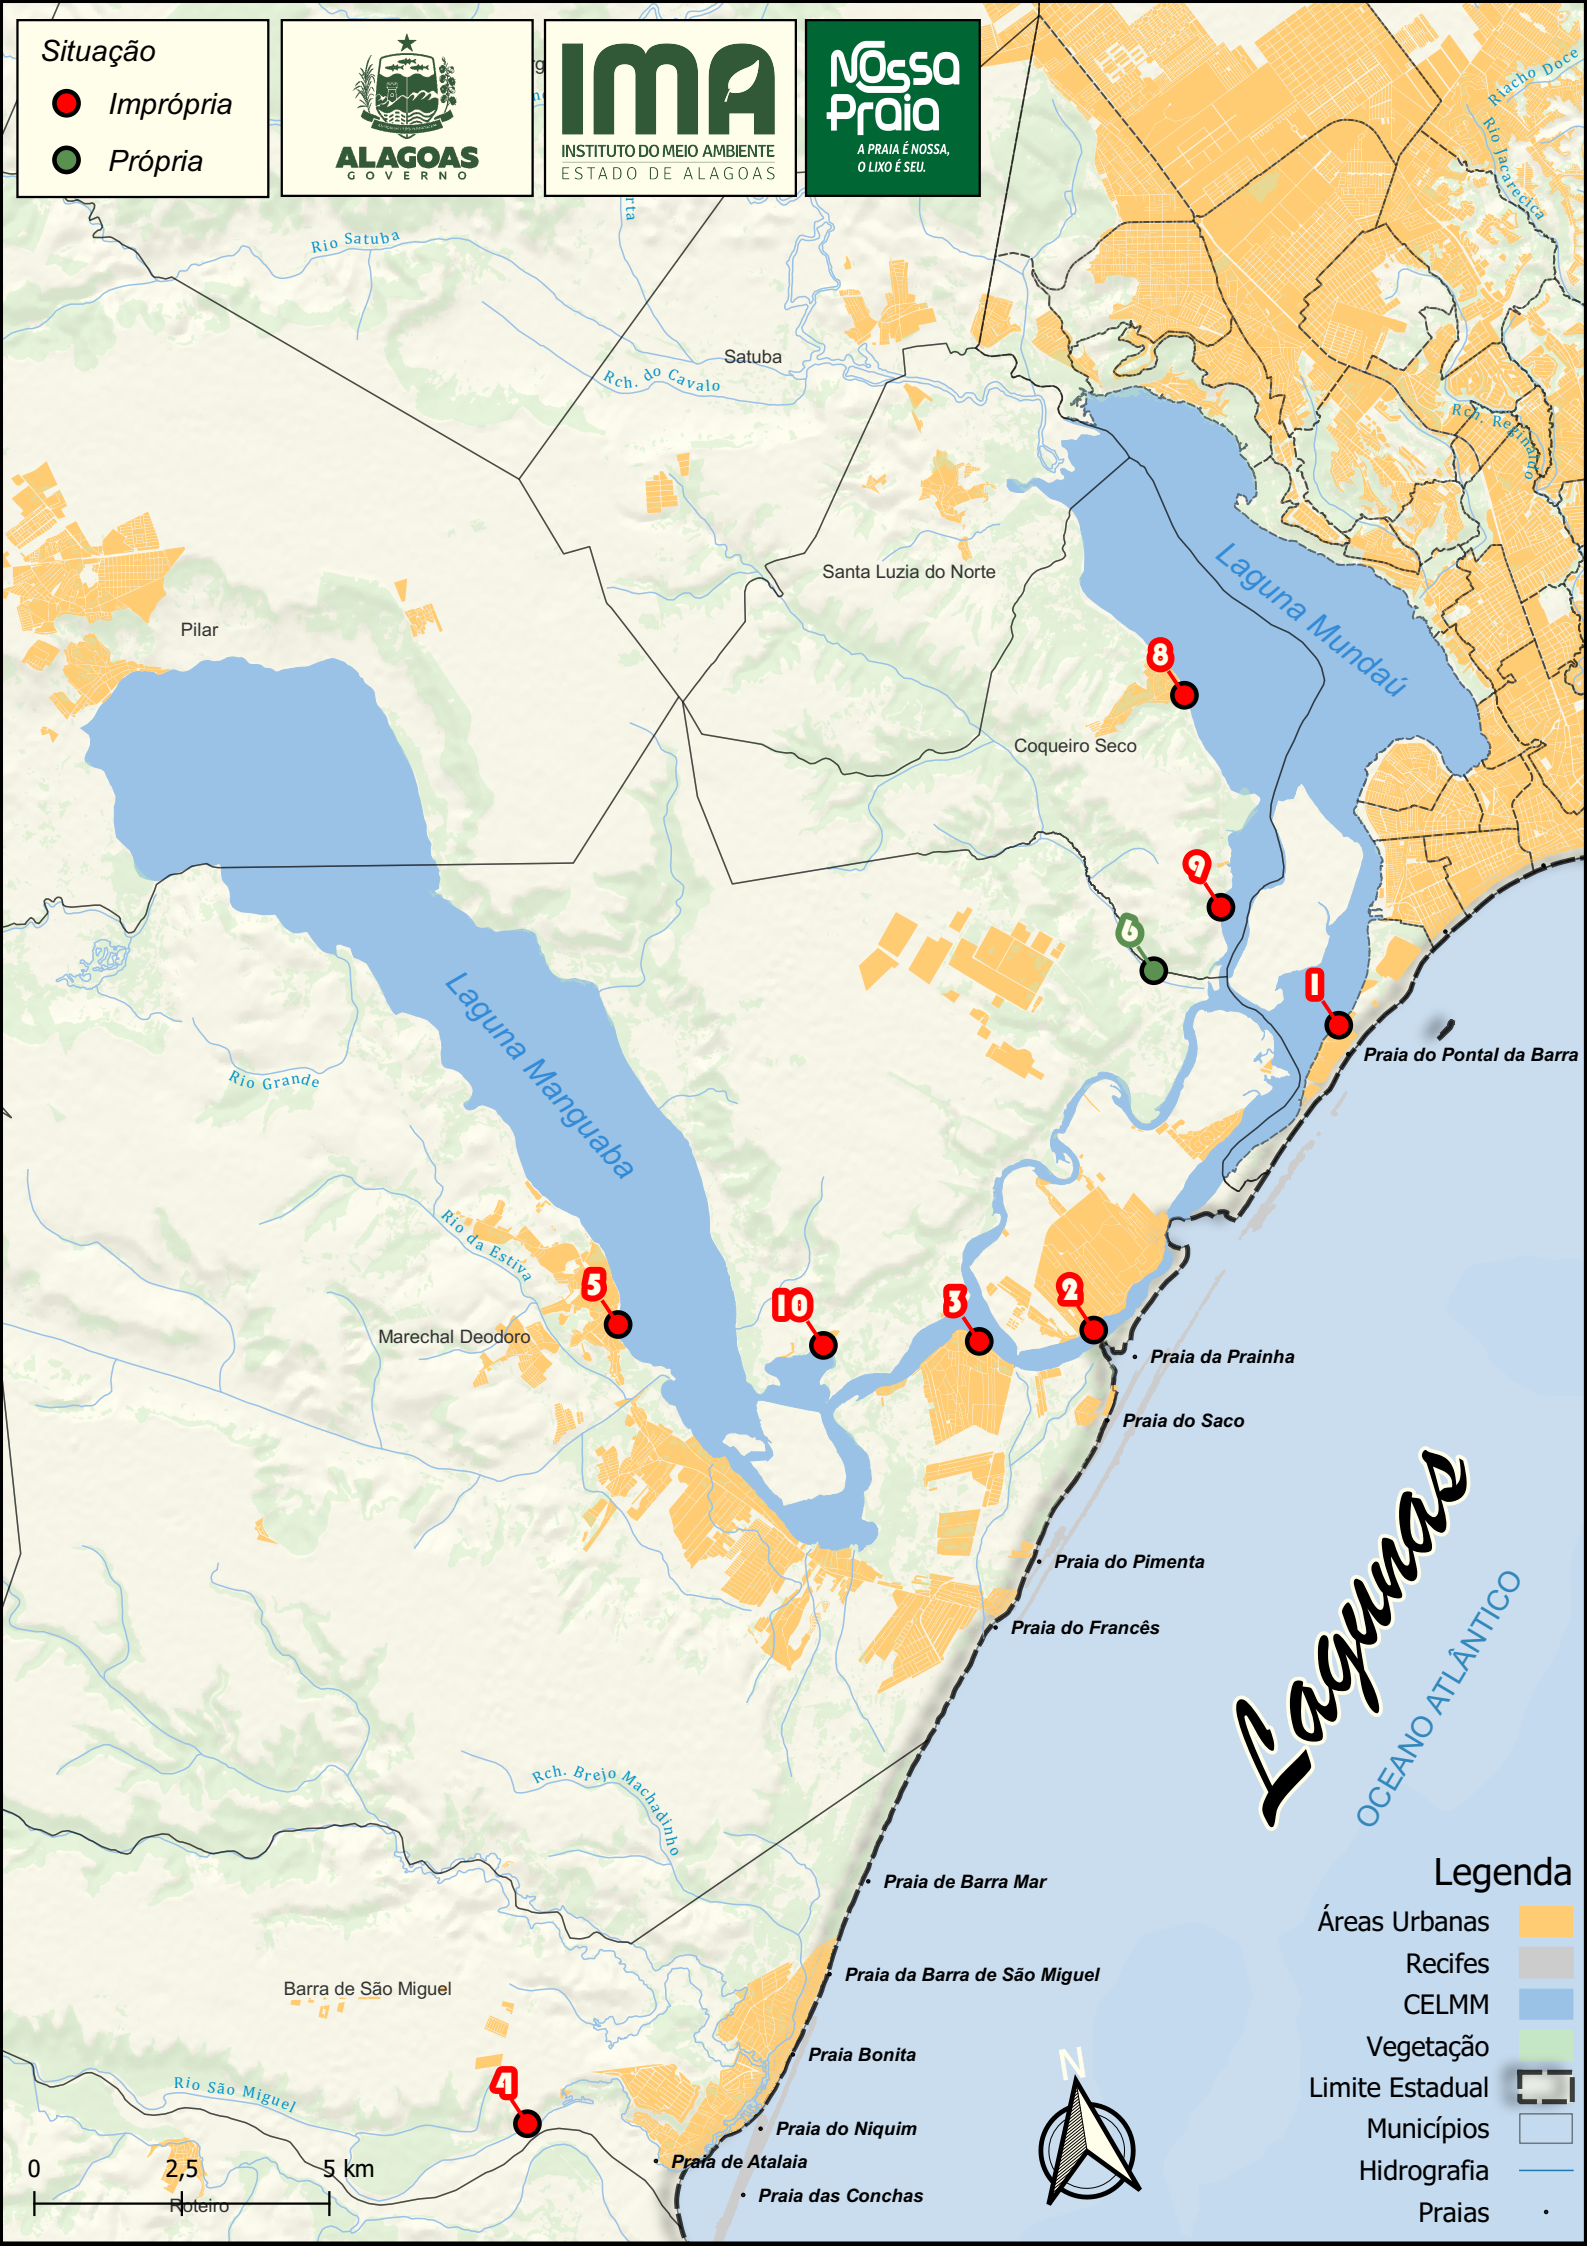 Situação
Imprópria
Própria
ALAGOAS
GOVERNO
IMA
INSTITUTO DO MEIO AMBIENTE
ESTADO DE ALAGOAS
Nossa
Praia
A PRAIA É NOSSA,
O LIXO É SEU.
Riacho Doce
Rio Jacarecica
Rio Satuba
Satuba
Rch. do Cavalo
Rch. Reginaldo
Santa Luzia do Norte
Laguna Mundaú
Pilar
8
Coqueiro Seco
9
6
1
Laguna Manguaba
Praia do Pontal da Barra
Rio Grande
Rio da Estiva
5
10
3
2
Marechal Deodoro
Praia da Prainha
Praia do Saco
Praia do Pimenta
Praia do Francês
Lagunas
OCEANO ATLÂNTICO
Rch. Brejo Machadinho
Praia de Barra Mar
Praia da Barra de São Miguel
Barra de São Miguel
Praia Bonita
Rio São Miguel
4
Praia do Niquim
Praia de Atalaia
Praia das Conchas
Roteiro
0 2,5 5 km
N
Legenda
Áreas Urbanas
Recifes
CELMM
Vegetação
Limite Estadual
Municípios
Hidrografia
Praias